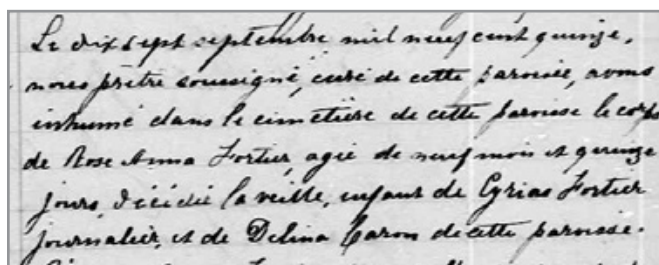 Le dix sept septembre mil neuf cent quinze,
nous prêtre soussigné, curé de cette paroisse, avons
inhumé dans le cimetière de cette paroisse le corps
de Rose Anna Fortier, agée de neuf mois et quinze
jours, décédée la veille, enfant de Cyrias Fortier
journalier, et de Delina Caron de cette paroisse.